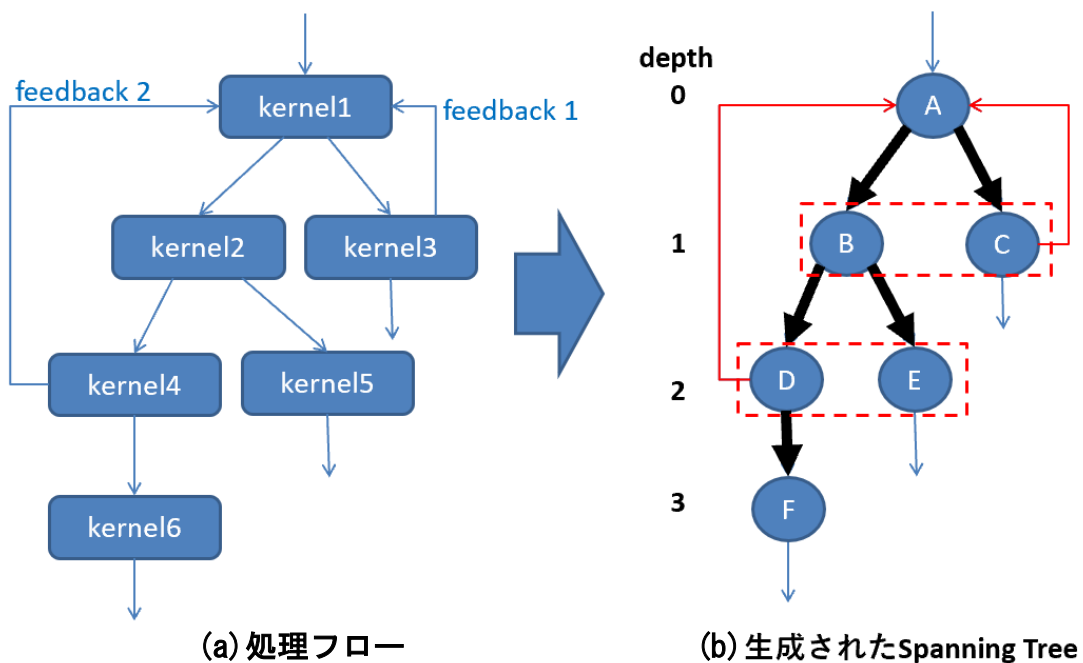 feedback 2
kernel1
feedback 1
kernel2
kernel3
kernel4
kernel5
kernel6
(a) 処理フロー
depth
0
A
1
B
C
2
D
E
3
F
(b) 生成されたSpanning Tree